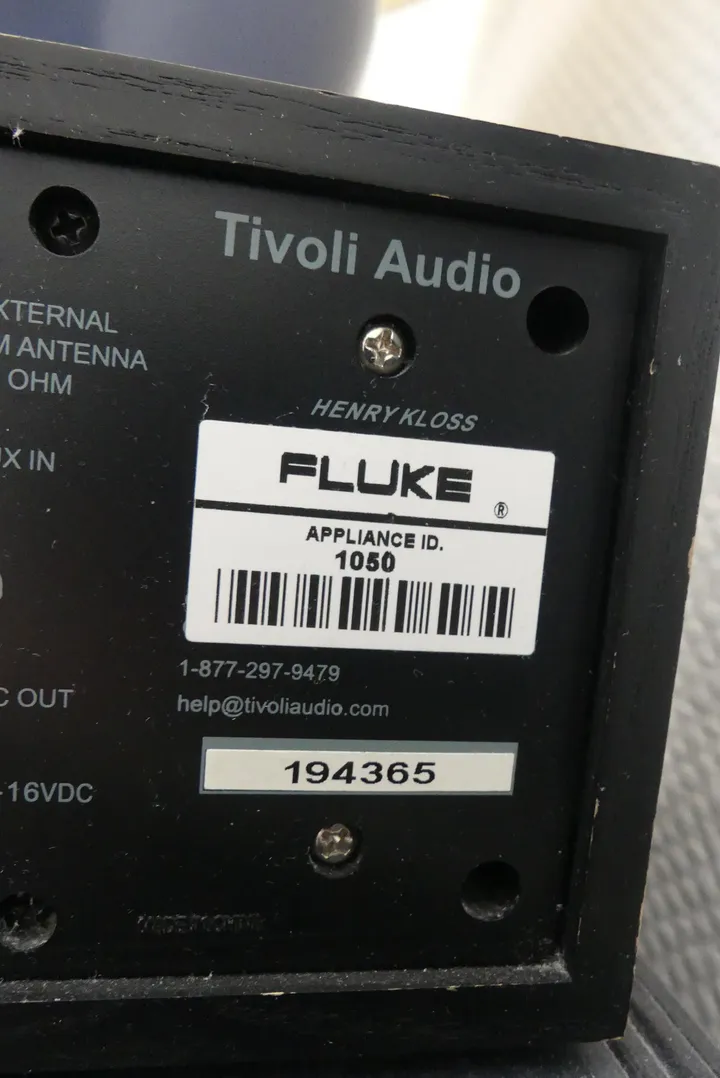 Tivoli Audio
XTERNAL
M ANTENNA
OHM
HENRY KLOSS
X IN
FLUKE
®
APPLIANCE ID.
1050
1-877-297-9479
help@tivoliaudio.com
C OUT
194365
-16VDC